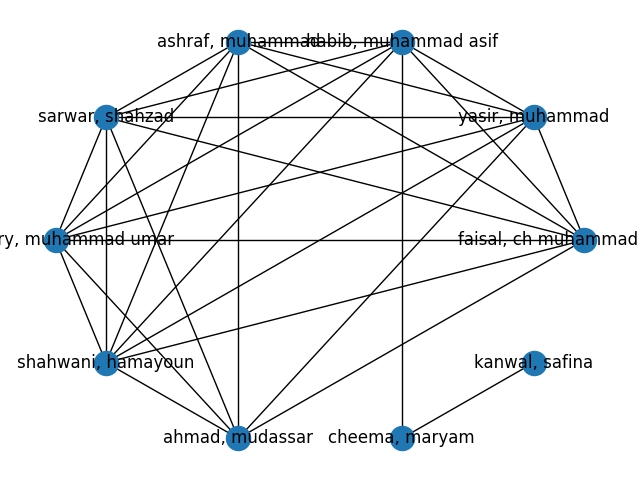 ashraf, muhammad
habib, muhammad asif
sarwar, shahzad
yasir, muhammad
ry, muhammad umar
faisal, ch muhammad
shahwani, hamayoun
kanwal, safina
ahmad, mudassar
cheema, maryam